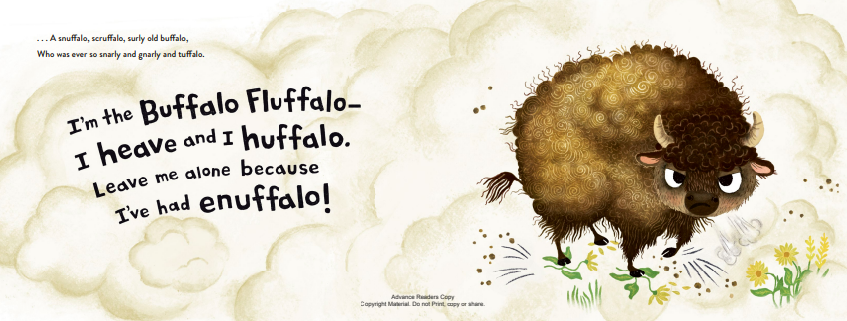 . . . A snuffalo, scruffalo, surly old buffalo,
Who was ever so snarly and gnarly and tuffalo.
I'm the Buffalo Fluffalo—
I heave and I huffalo.
Leave me alone because
I've had enuffalo!
Advance Readers Copy
Copyright Material. Do not Print, copy or share.